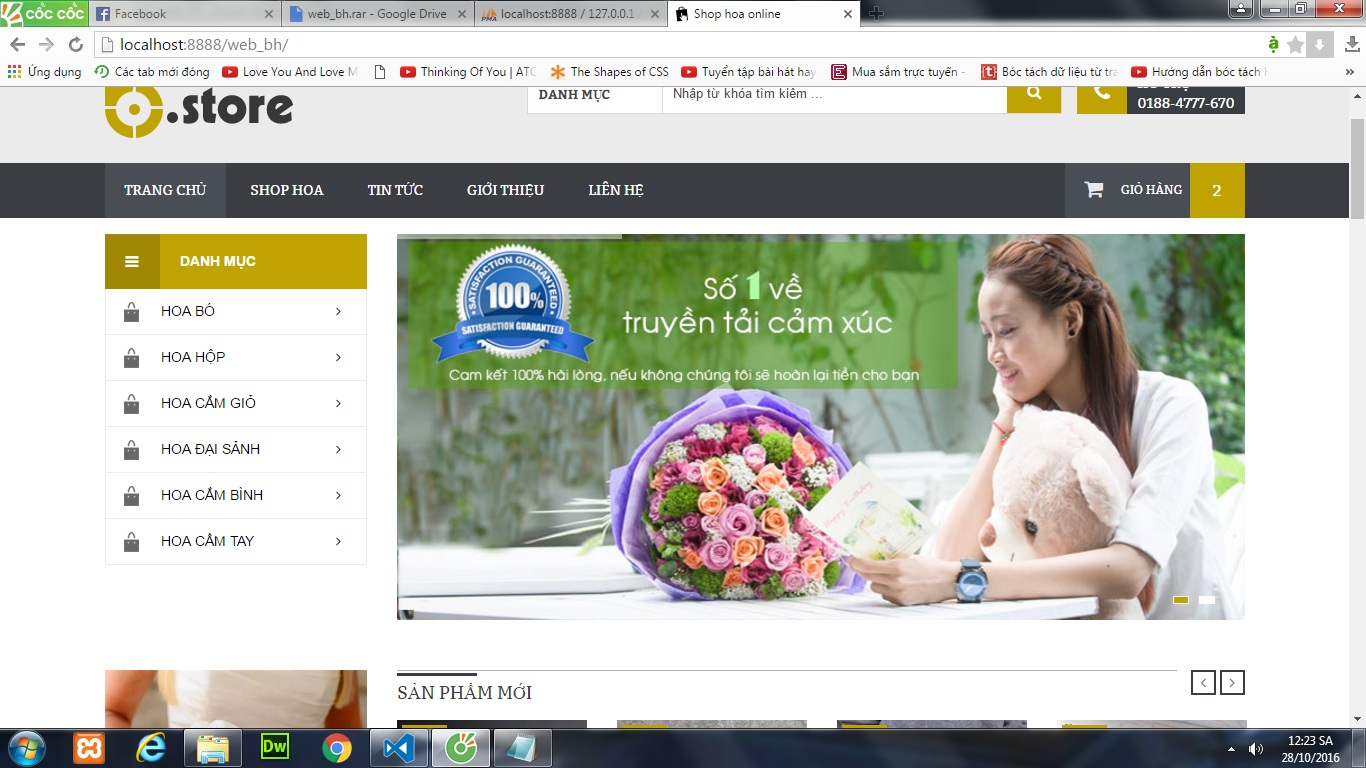 CỐC CỐC
Facebook
web_bh.rar - Google Drive
localhost:8888 / 127.0.0.1
Shop hoa online
localhost:8888/web_bh/
Ứng dụng
Các tab mới đóng
Love You And Love M
Thinking Of You | ATC
The Shapes of CSS
Tuyển tập bài hát hay
Mua sắm trực tuyến -
Bóc tách dữ liệu từ tra
Hướng dẫn bóc tách
.store
DANH MỤC
Nhập từ khóa tìm kiếm ...
0188-4777-670
TRANG CHỦ
SHOP HOA
TIN TỨC
GIỚI THIỆU
LIÊN HỆ
GIỎ HÀNG
2
DANH MỤC
HOA BÓ
HOA HỘP
HOA CẮM GIỎ
HOA ĐẠI SẢNH
HOA CẮM BÌNH
HOA CẦM TAY
SATISFACTION GUARANTEED
100%
SATISFACTION GUARANTEED
Số 1 về
truyền tải cảm xúc
Cam kết 100% hài lòng, nếu không chúng tôi sẽ hoàn lại tiền cho bạn
Happy Birthday
SẢN PHẨM MỚI
Dw
12:23 SA
28/10/2016